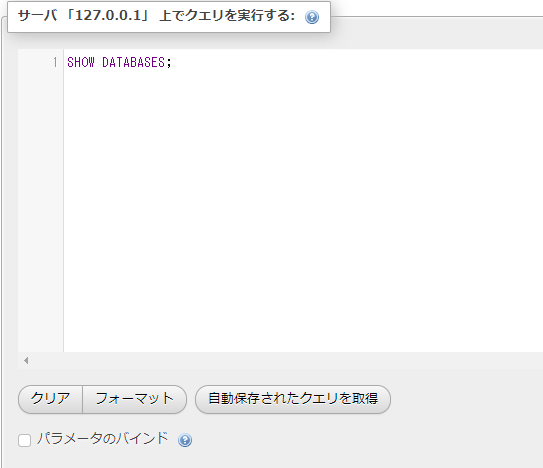 サーバ 「127.0.0.1」 上でクエリを実行する:
1 SHOW DATABASES;
クリア フォーマット 自動保存されたクエリを取得
パラメータのバインド